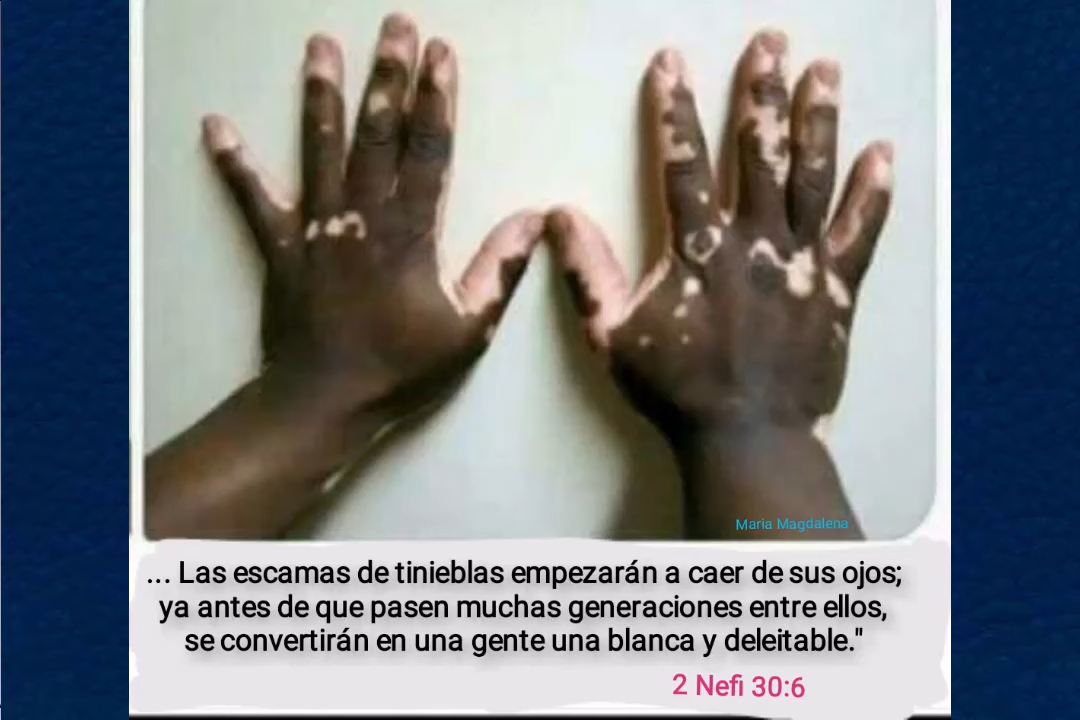 Maria Magdalena
... Las escamas de tinieblas empezarán a caer de sus ojos;
ya antes de que pasen muchas generaciones entre ellos,
se convertirán en una gente una blanca y deleitable."
2 Nefi 30:6